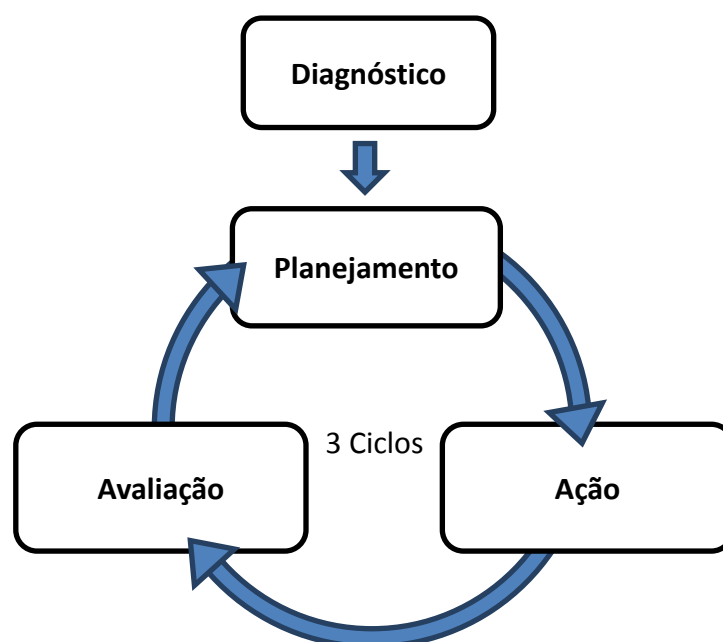 Diagnóstico
Planejamento
3 Ciclos
Avaliação
Ação